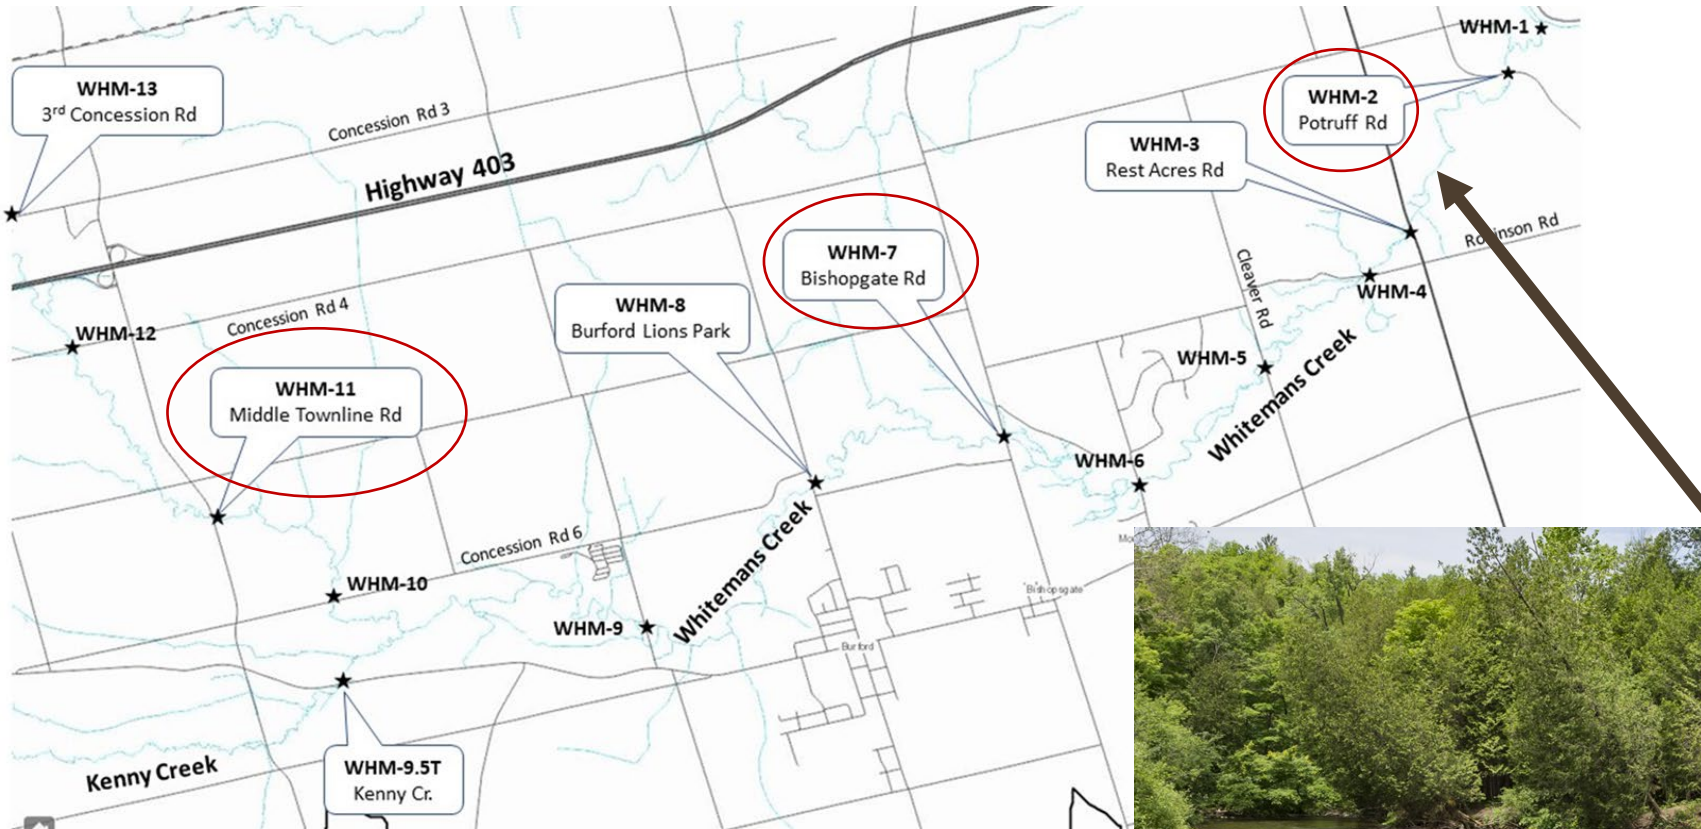 WHM-1
WHM-13
3rd Concession Rd
WHM-2
Potruff Rd
Concession Rd 3
WHM-3
Rest Acres Rd
Highway 403
Robinson Rd
WHM-7
Bishopgate Rd
Cleaver Rd
WHM-4
WHM-8
Burford Lions Park
Concession Rd 4
WHM-12
WHM-5
WHM-11
Middle Townline Rd
Whitemans Creek
WHM-6
Concession Rd 6
Whitemans Creek
WHM-10
Bishopsgate
WHM-9
Burford
Kenny Creek
WHM-9.5T
Kenny Cr.